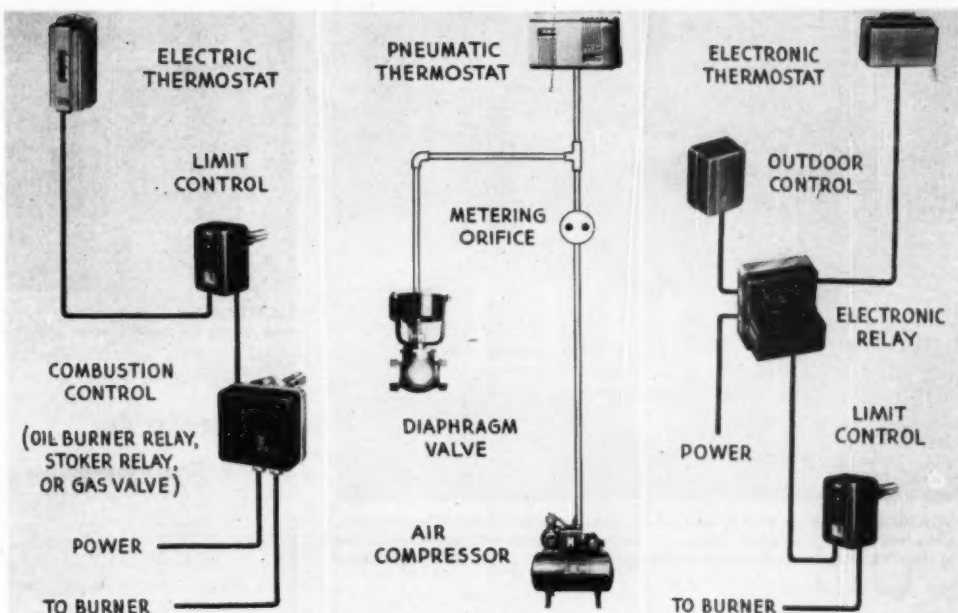 ELECTRIC
THERMOSTAT
LIMIT
CONTROL
COMBUSTION
CONTROL
(OIL BURNER RELAY,
STOKER RELAY,
OR GAS VALVE)
POWER
TO BURNER
PNEUMATIC
THERMOSTAT
METERING
ORIFICE
DIAPHRAGM
VALVE
AIR
COMPRESSOR
ELECTRONIC
THERMOSTAT
OUTDOOR
CONTROL
ELECTRONIC
RELAY
POWER
LIMIT
CONTROL
TO BURNER